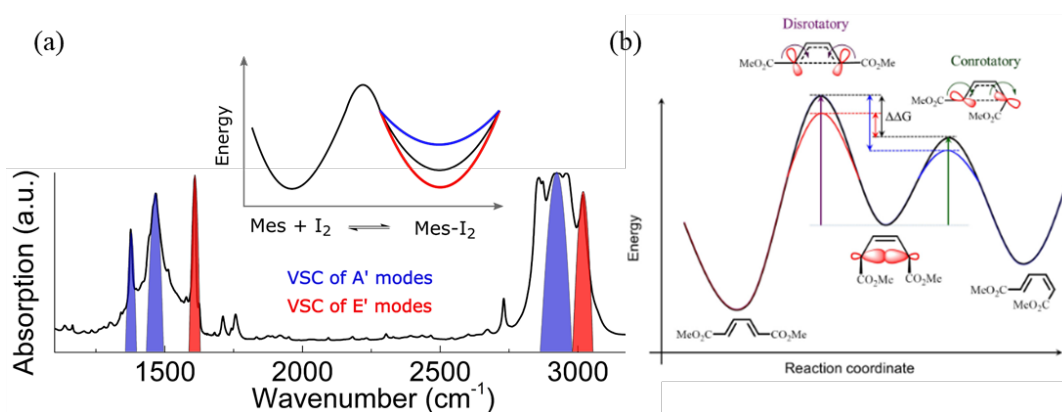 (a)
Energy
Mes + I₂ ⇌ Mes-I₂
VSC of A' modes
VSC of E' modes
Absorption (a.u.)
1500 2000 2500 3000
Wavenumber (cm⁻¹)
(b)
Disrotatory
MeO₂C CO₂Me
Conrotatory
MeO₂C
MeO₂C
ΔΔG
Energy
CO₂Me CO₂Me
MeO₂C CO₂Me
MeO₂C
MeO₂C
Reaction coordinate